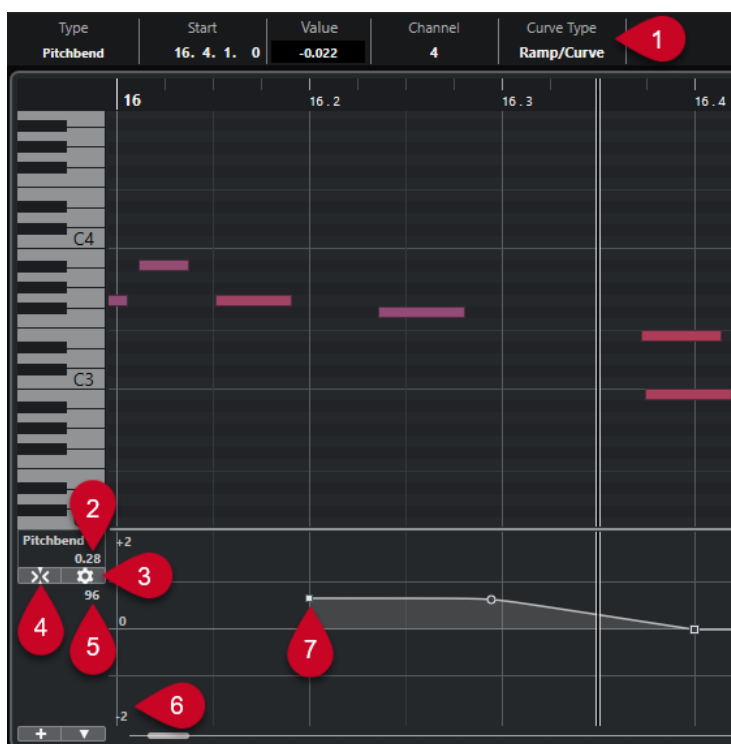 Type Start Value Channel Curve Type
Pitchbend 16. 4. 1. 0 -0.022 4 Ramp/Curve
1
16 16.2 16.3 16.4
C4
C3
2
Pitchbend +2
0.28
3
96
4 5
0
7
6
-2